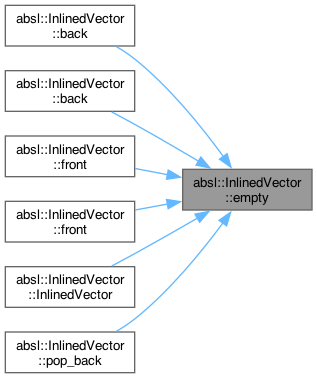 absl::InlinedVector
::back
absl::InlinedVector
::back
absl::InlinedVector
::front
absl::InlinedVector
::empty
absl::InlinedVector
::front
absl::InlinedVector
::InlinedVector
absl::InlinedVector
::pop_back